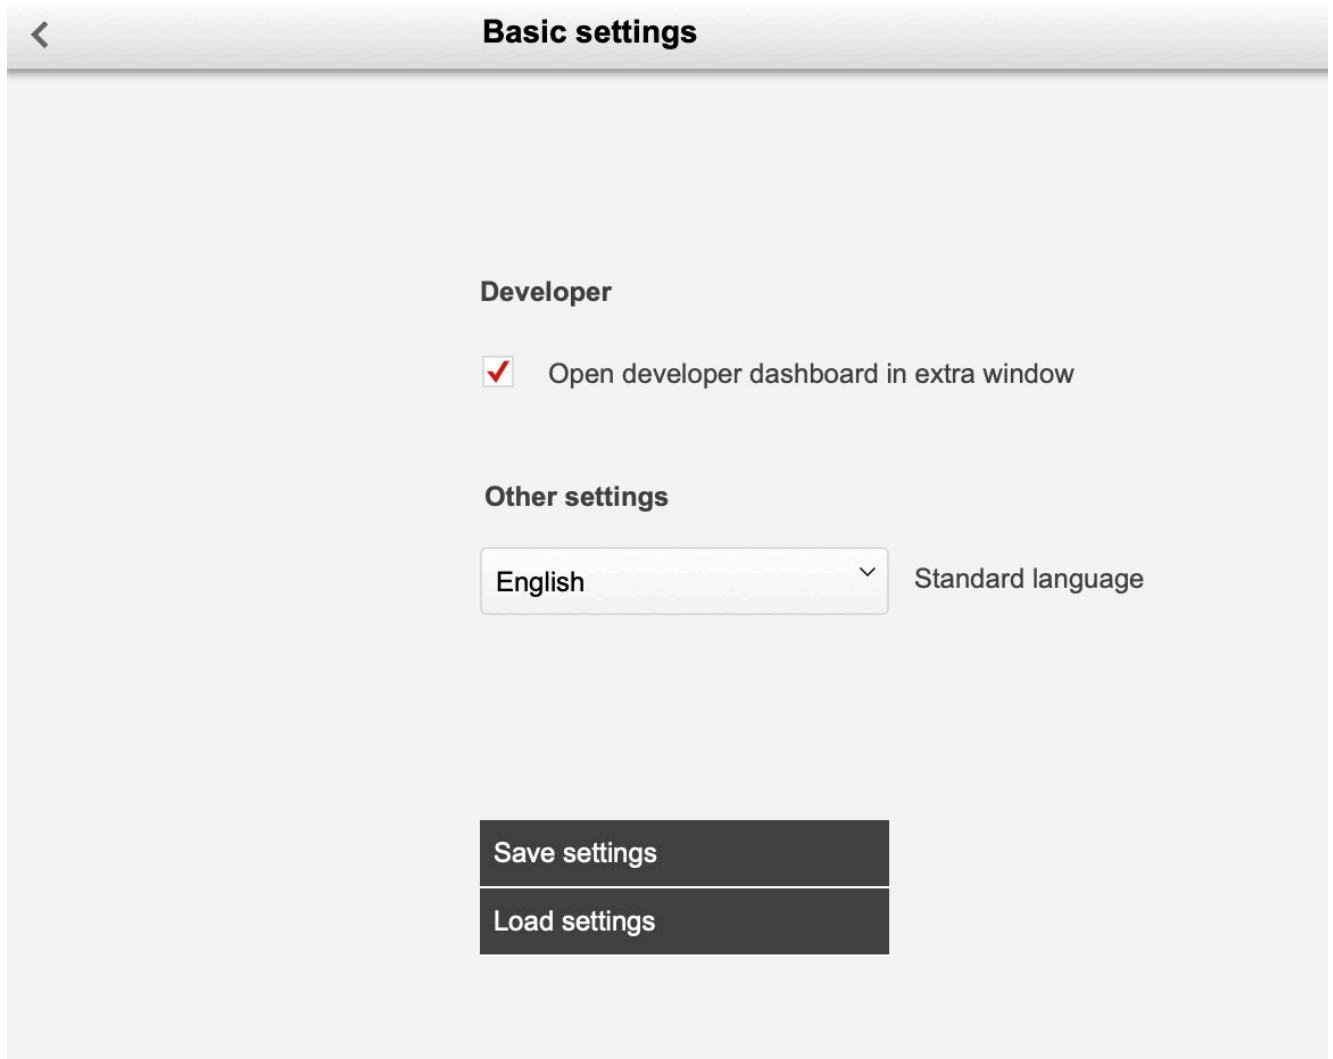 Basic settings
Developer
Open developer dashboard in extra window
Other settings
English Standard language
Save settings
Load settings